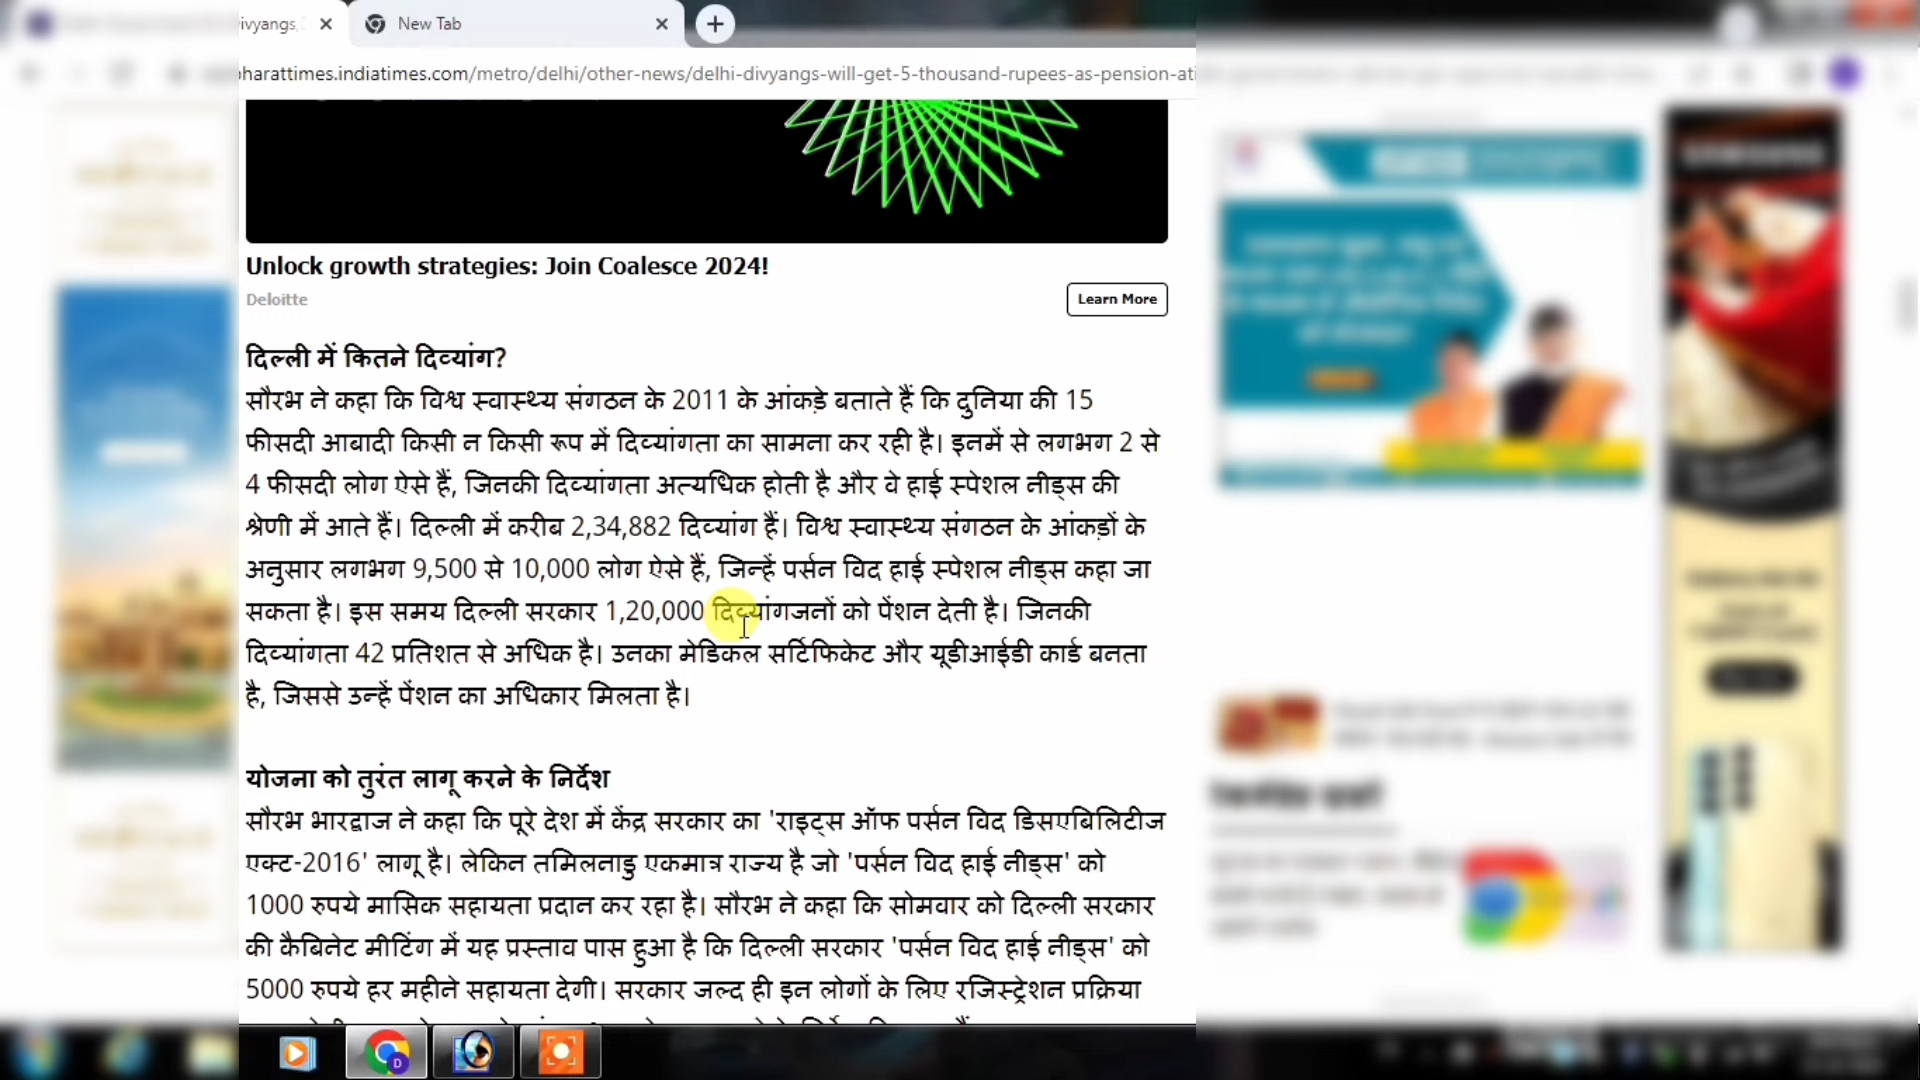 ivyangs,
New Tab
harattimes.indiatimes.com/metro/delhi/other-news/delhi-divyangs-will-get-5-thousand-rupees-as-pension-ati
Unlock growth strategies: Join Coalesce 2024!
Deloitte
Learn More
दिल्ली में कितने दिव्यांग?
सौरभ ने कहा कि विश्व स्वास्थ्य संगठन के 2011 के आंकड़े बताते हैं कि दुनिया की 15
फीसदी आबादी किसी न किसी रूप में दिव्यांगता का सामना कर रही है। इनमें से लगभग 2 से
4 फीसदी लोग ऐसे हैं, जिनकी दिव्यांगता अत्यधिक होती है और वे हाई स्पेशल नीड्स की
श्रेणी में आते हैं। दिल्ली में करीब 2,34,882 दिव्यांग हैं। विश्व स्वास्थ्य संगठन के आंकड़ों के
अनुसार लगभग 9,500 से 10,000 लोग ऐसे हैं, जिन्हें पर्सन विद हाई स्पेशल नीड्स कहा जा
सकता है। इस समय दिल्ली सरकार 1,20,000 दिव्यांगजनों को पेंशन देती है। जिनकी
दिव्यांगता 42 प्रतिशत से अधिक है। उनका मेडिकल सर्टिफिकेट और यूडीआईडी कार्ड बनता
है, जिससे उन्हें पेंशन का अधिकार मिलता है।
योजना को तुरंत लागू करने के निर्देश
सौरभ भारद्वाज ने कहा कि पूरे देश में केंद्र सरकार का 'राइट्स ऑफ पर्सन विद डिसएबिलिटीज
एक्ट-2016' लागू है। लेकिन तमिलनाडु एकमात्र राज्य है जो 'पर्सन विद हाई नीड्स' को
1000 रुपये मासिक सहायता प्रदान कर रहा है। सौरभ ने कहा कि सोमवार को दिल्ली सरकार
की कैबिनेट मीटिंग में यह प्रस्ताव पास हुआ है कि दिल्ली सरकार 'पर्सन विद हाई नीड्स' को
5000 रुपये हर महीने सहायता देगी। सरकार जल्द ही इन लोगों के लिए रजिस्ट्रेशन प्रक्रिया